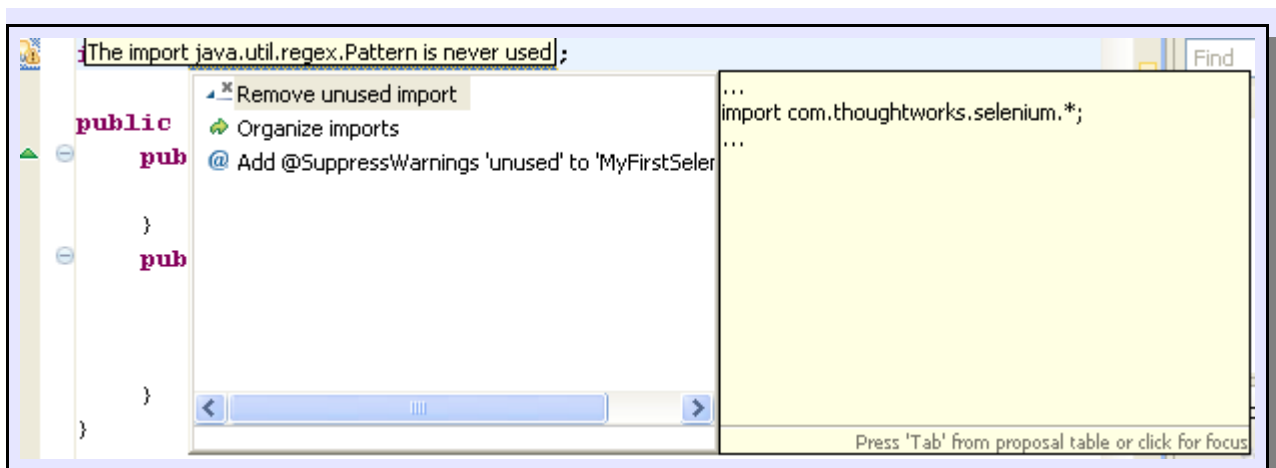 The import java.util.regex.Pattern is never used ;
Find
Remove unused import
Organize imports
Add @SuppressWarnings 'unused' to 'MyFirstSeler
...
import com.thoughtworks.selenium.*;
...
public
pub
}
pub
}
}
Press 'Tab' from proposal table or click for focus